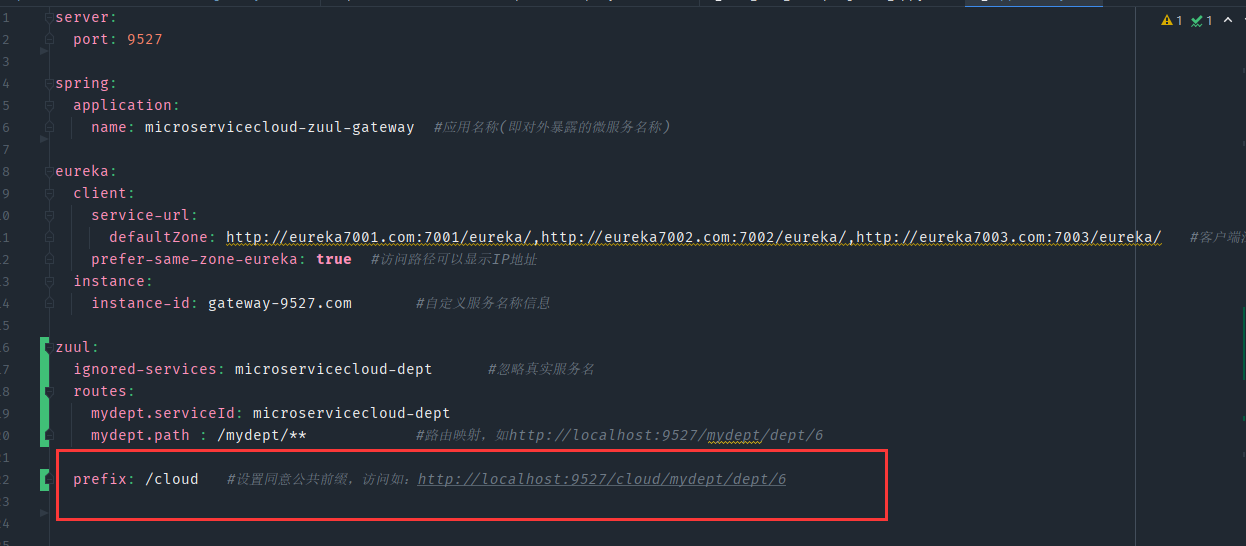 1 server:
2 port: 9527
3
4 spring:
5 application:
6 name: microservicecloud-zuul-gateway #应用名称(即对外暴露的微服务名称)
7
8 eureka:
9 client:
0 service-url:
1 defaultZone: http://eureka7001.com:7001/eureka/,http://eureka7002.com:7002/eureka/,http://eureka7003.com:7003/eureka/ #客户端
2 prefer-same-zone-eureka: true #访问路径可以显示IP地址
3 instance:
4 instance-id: gateway-9527.com #自定义服务名称信息
5
6 zuul:
7 ignored-services: microservicecloud-dept #忽略真实服务名
8 routes:
9 mydept.serviceId: microservicecloud-dept
0 mydept.path : /mydept/** #路由映射，如http://localhost:9527/mydept/dept/6
1
2 prefix: /cloud #设置同意公共前缀，访问如：http://localhost:9527/cloud/mydept/dept/6
3
4
5
1 1